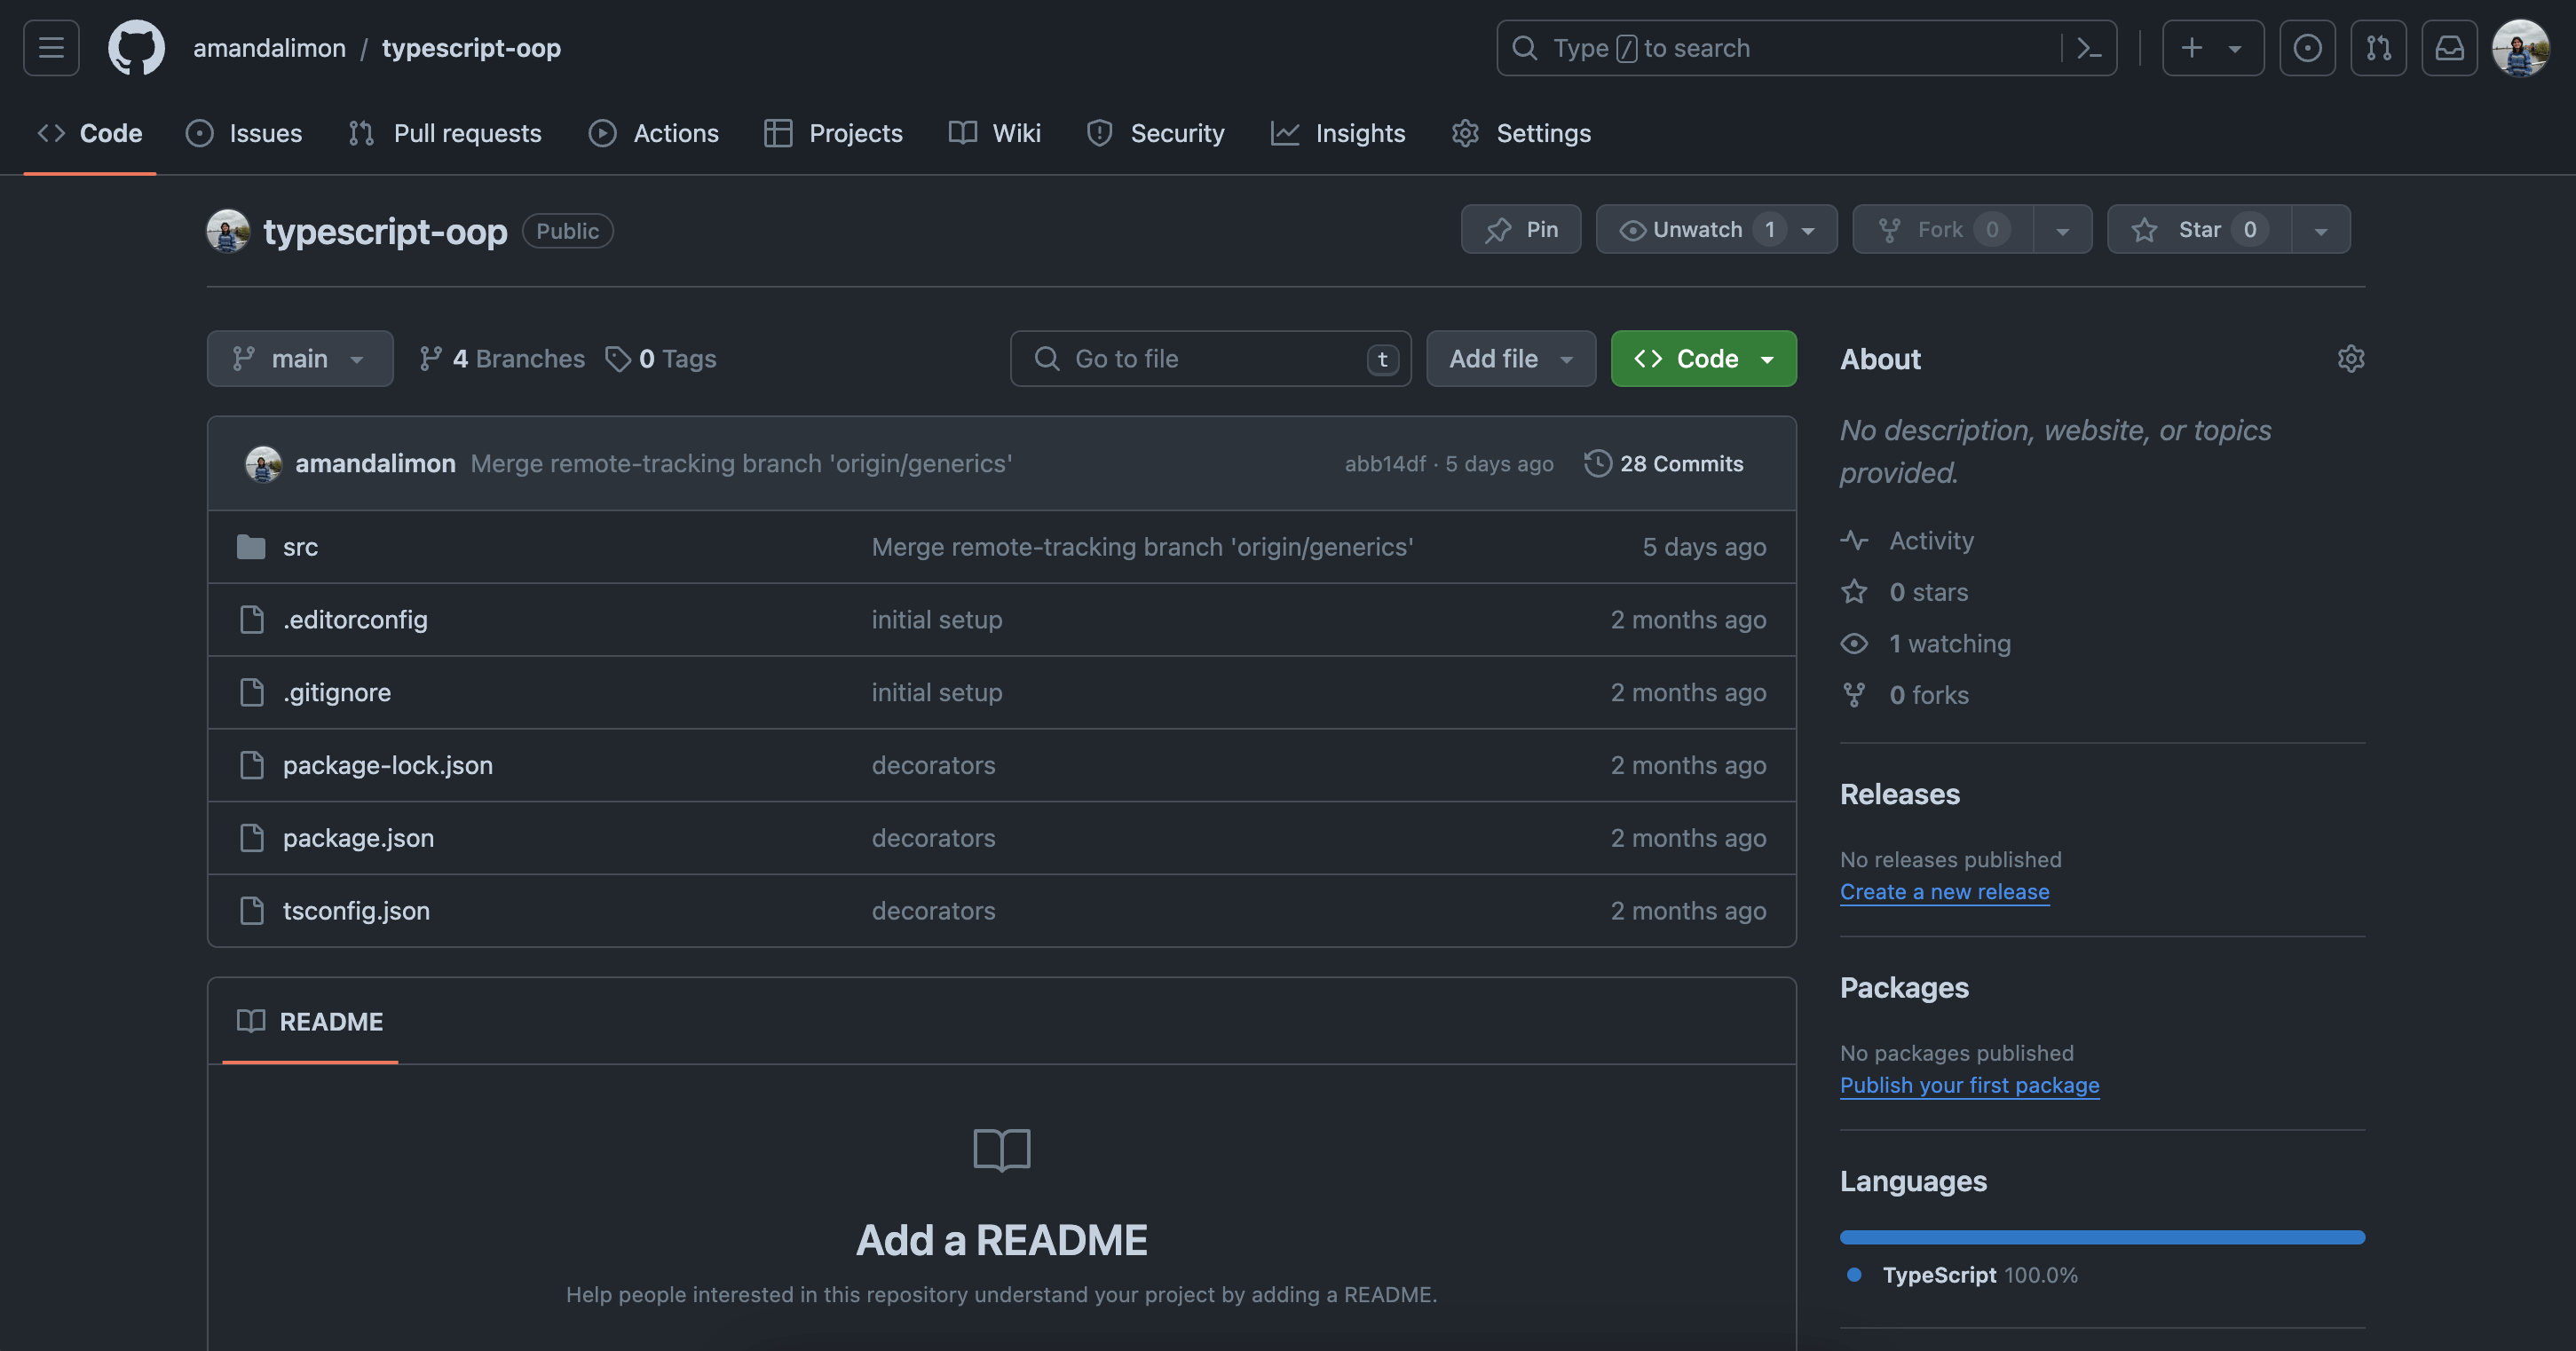 amandalimon / typescript-oop
Type / to search
Code Issues Pull requests Actions Projects Wiki Security Insights Settings
typescript-oop Public
Pin Unwatch 1 Fork 0 Star 0
main 4 Branches 0 Tags Go to file t Add file Code
amandalimon Merge remote-tracking branch 'origin/generics' abb14df · 5 days ago 28 Commits
src Merge remote-tracking branch 'origin/generics' 5 days ago
.editorconfig initial setup 2 months ago
.gitignore initial setup 2 months ago
package-lock.json decorators 2 months ago
package.json decorators 2 months ago
tsconfig.json decorators 2 months ago
README
Add a README
Help people interested in this repository understand your project by adding a README.
About
No description, website, or topics
provided.
Activity
0 stars
1 watching
0 forks
Releases
No releases published
Create a new release
Packages
No packages published
Publish your first package
Languages
TypeScript 100.0%